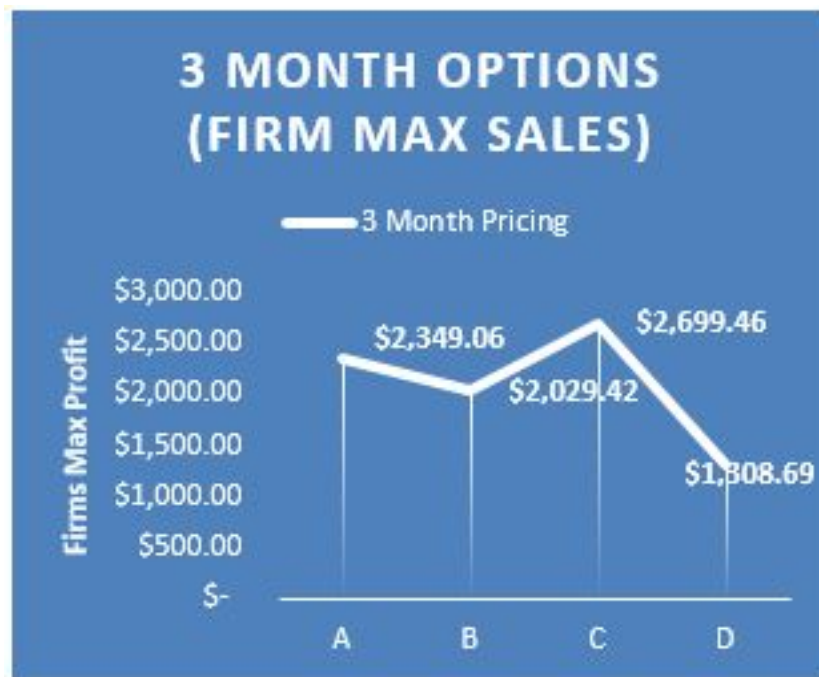 3 MONTH OPTIONS
(FIRM MAX SALES)
3 Month Pricing
Firms Max Profit
$3,000.00
$2,500.00
$2,000.00
$1,500.00
$1,000.00
$500.00
$-
$2,349.06
$2,029.42
$2,699.46
$1,308.69
A B C D